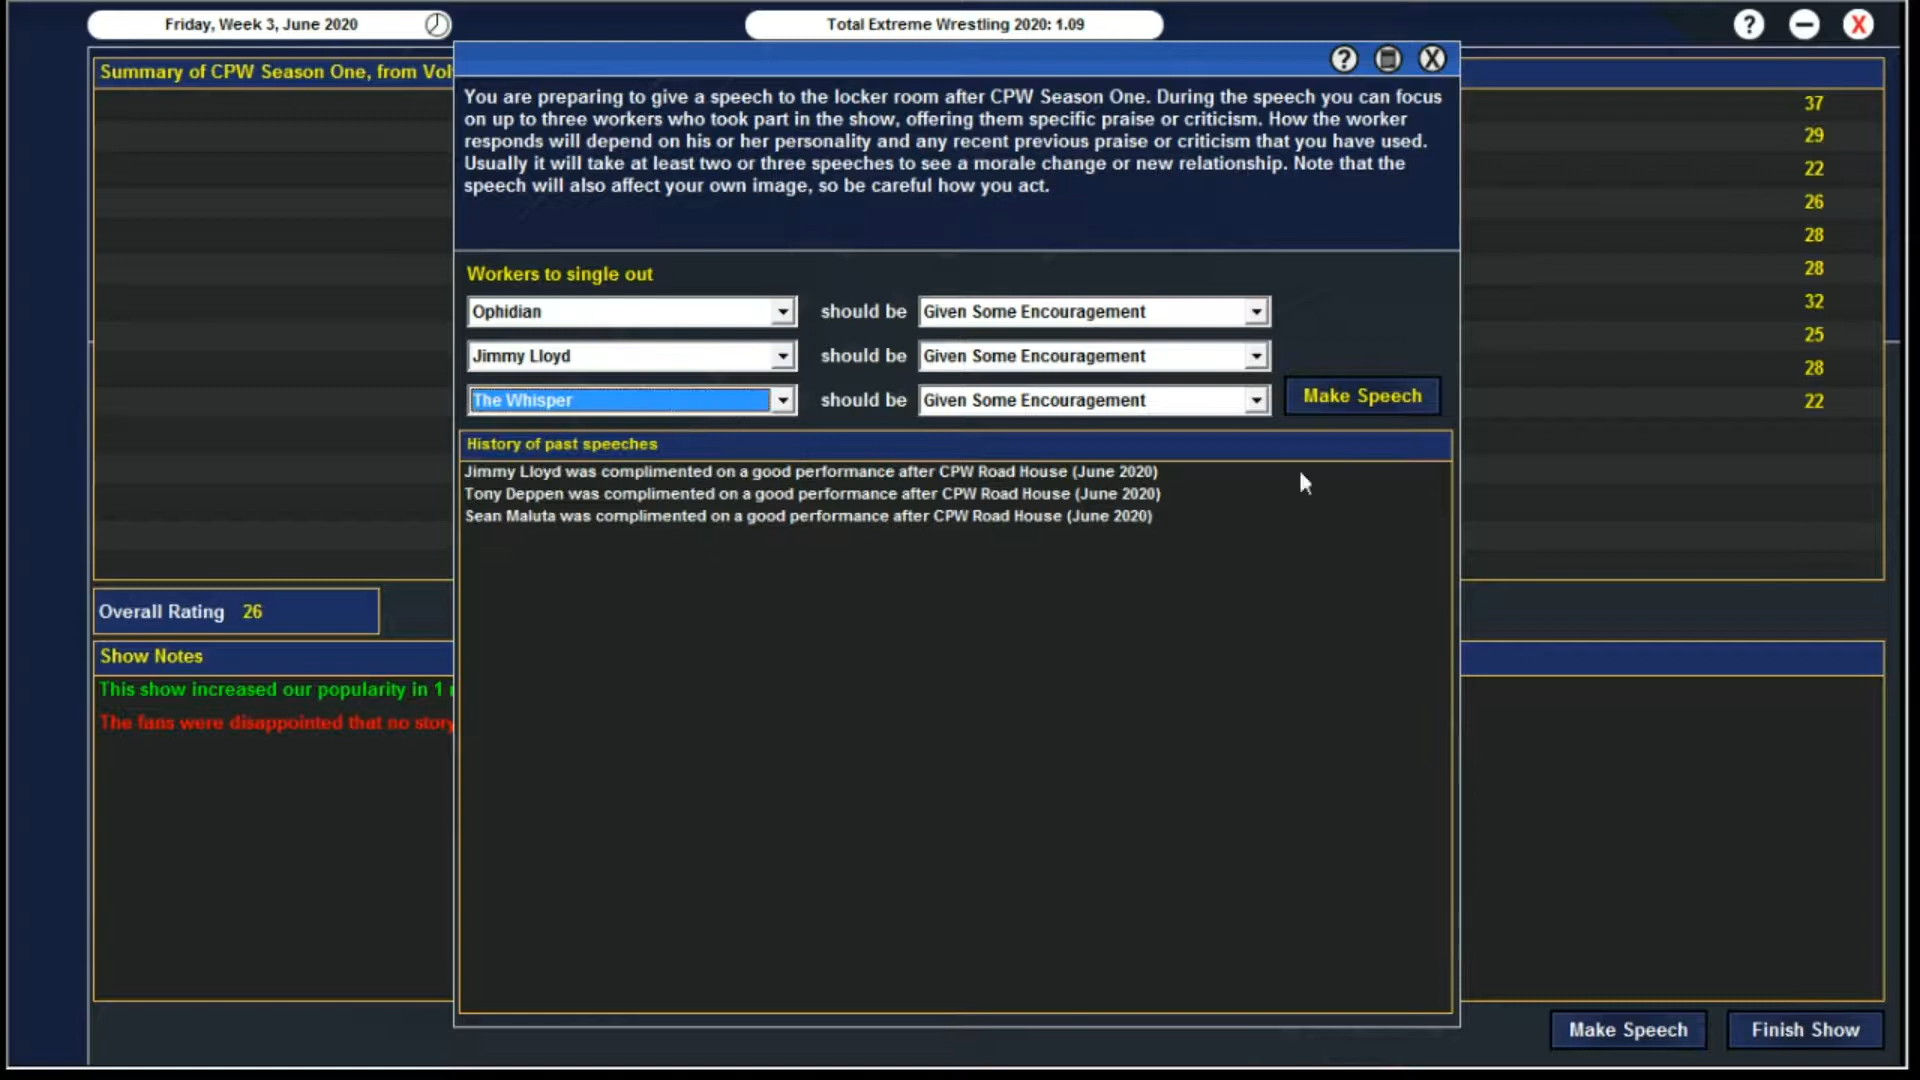 Friday, Week 3, June 2020
Total Extreme Wrestling 2020: 1.09
? X
Summary of CPW Season One, from Vol
? X
You are preparing to give a speech to the locker room after CPW Season One. During the speech you can focus
on up to three workers who took part in the show, offering them specific praise or criticism. How the worker
responds will depend on his or her personality and any recent previous praise or criticism that you have used.
Usually it will take at least two or three speeches to see a morale change or new relationship. Note that the
speech will also affect your own image, so be careful how you act.
37
29
22
26
28
28
32
25
28
22
Workers to single out
Ophidian should be Given Some Encouragement
Jimmy Lloyd should be Given Some Encouragement
The Whisper should be Given Some Encouragement
Make Speech
History of past speeches
Jimmy Lloyd was complimented on a good performance after CPW Road House (June 2020)
Tony Deppen was complimented on a good performance after CPW Road House (June 2020)
Sean Maluta was complimented on a good performance after CPW Road House (June 2020)
Overall Rating 26
Show Notes
This show increased our popularity in 1
The fans were disappointed that no story
Make Speech Finish Show